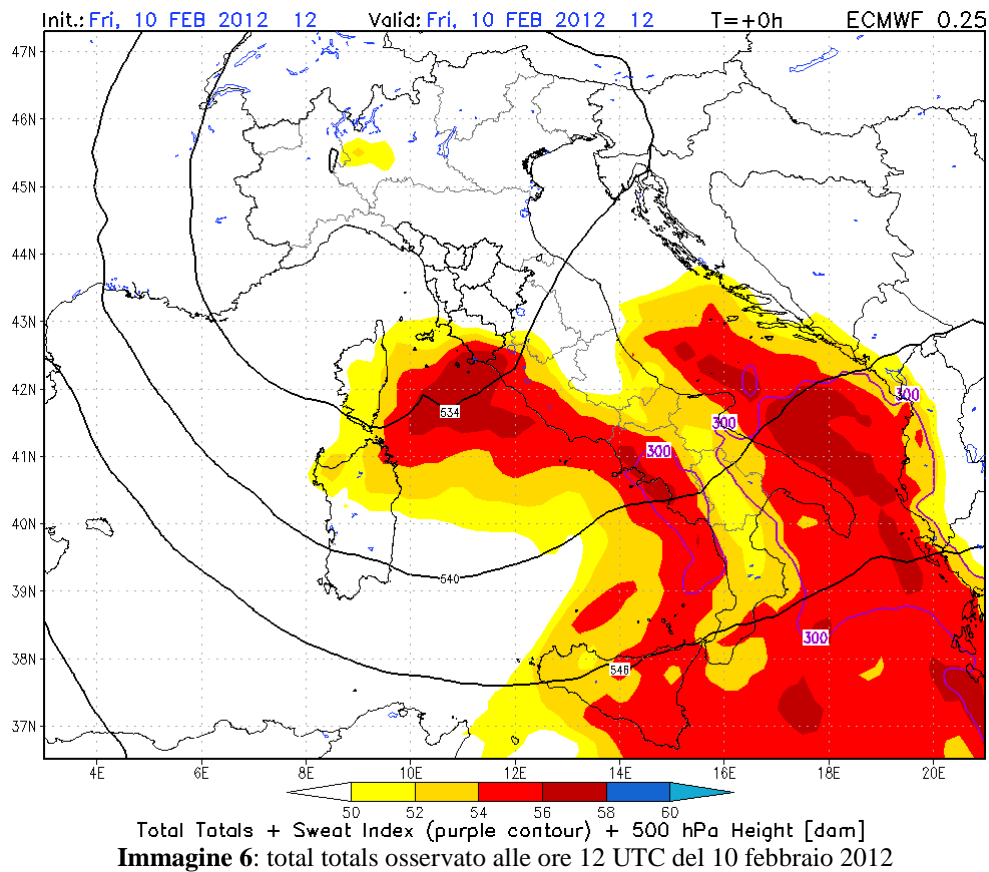 Init.: Fri, 10 FEB 2012 12 Valid: Fri, 10 FEB 2012 12 T=+0h ECMWF 0.25
47N
46N
45N
44N
43N
42N
300
534
300
300
41N
40N
540
39N
300
38N
546
37N
4E 6E 8E 10E 12E 14E 16E 18E 20E
50 52 54 56 58 60
Total Totals + Sweat Index (purple contour) + 500 hPa Height [dam]
Immagine 6: total totals osservato alle ore 12 UTC del 10 febbraio 2012